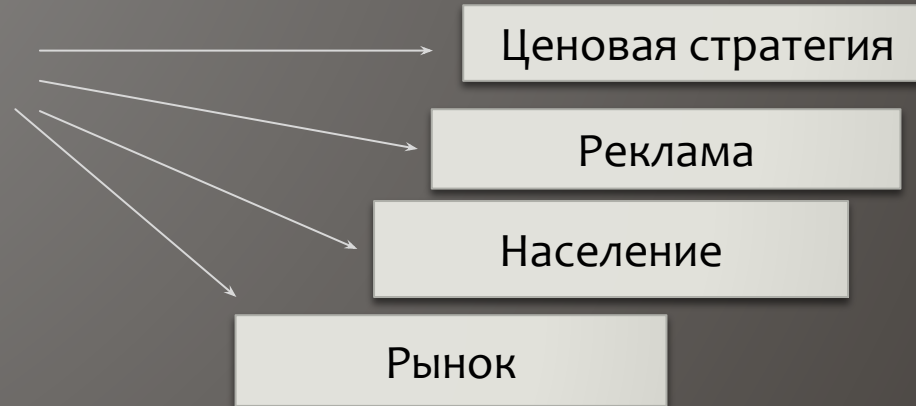 Ценовая стратегия
Реклама
Население
Рынок